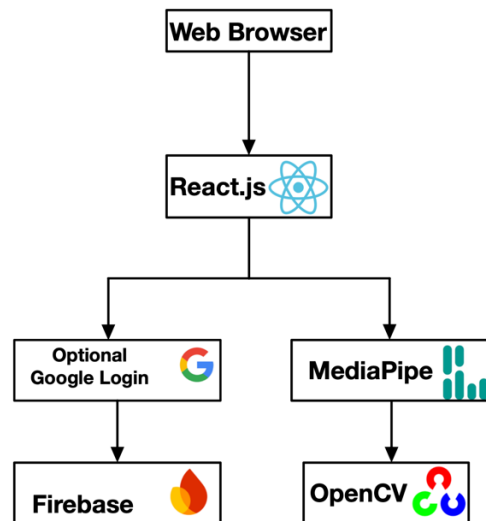 Web Browser
React.js
Optional
Google Login
MediaPipe
Firebase
OpenCV